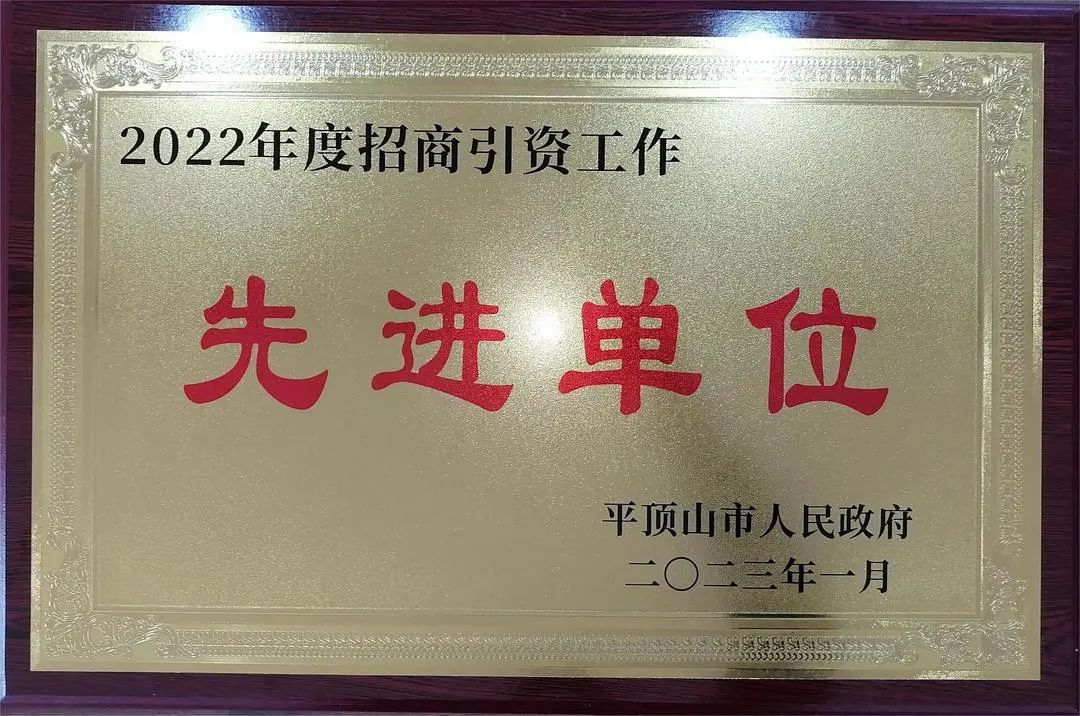 2022年度招商引资工作
先进单位
平顶山市人民政府
二〇二三年一月